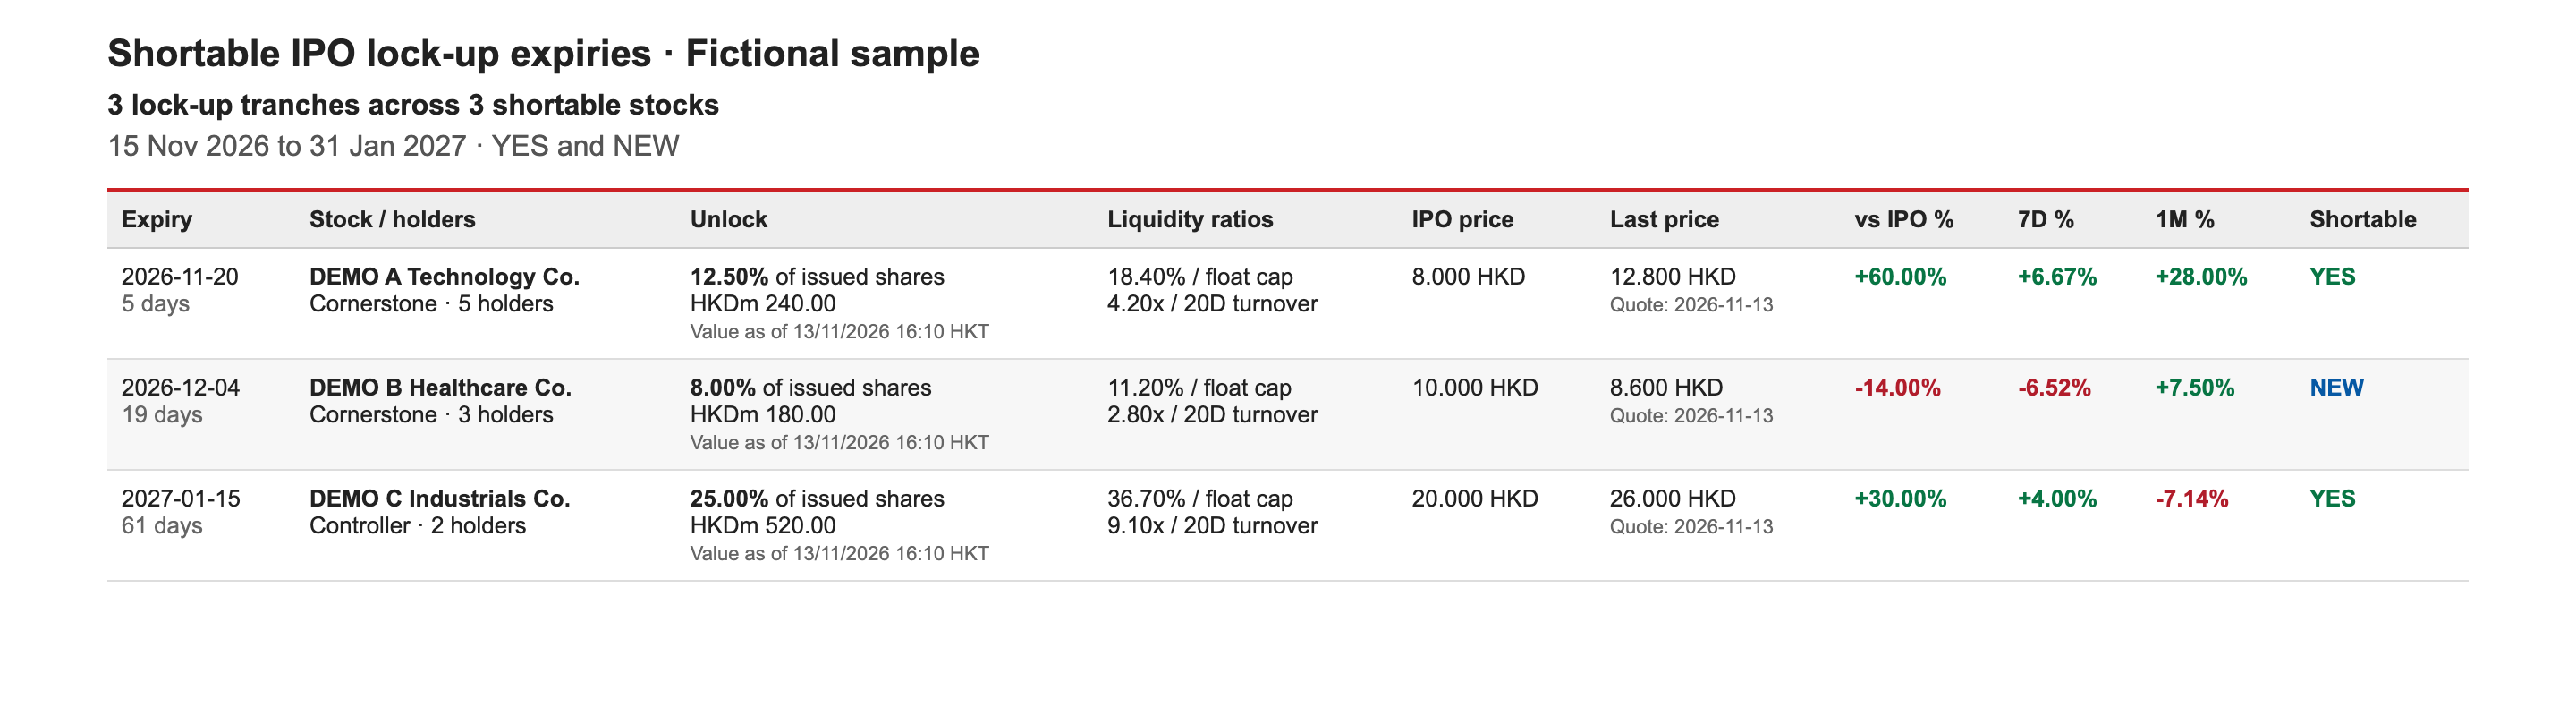 Shortable IPO lock-up expiries · Fictional sample
3 lock-up tranches across 3 shortable stocks
15 Nov 2026 to 31 Jan 2027 · YES and NEW
Expiry Stock / holders Unlock Liquidity ratios IPO price Last price vs IPO % 7D % 1M % Shortable
2026-11-20 DEMO A Technology Co. 12.50% of issued shares 18.40% / float cap 8.000 HKD 12.800 HKD +60.00% +6.67% +28.00% YES
5 days Cornerstone · 5 holders HKDm 240.00 4.20x / 20D turnover Quote: 2026-11-13
Value as of 13/11/2026 16:10 HKT
2026-12-04 DEMO B Healthcare Co. 8.00% of issued shares 11.20% / float cap 10.000 HKD 8.600 HKD -14.00% -6.52% +7.50% NEW
19 days Cornerstone · 3 holders HKDm 180.00 2.80x / 20D turnover Quote: 2026-11-13
Value as of 13/11/2026 16:10 HKT
2027-01-15 DEMO C Industrials Co. 25.00% of issued shares 36.70% / float cap 20.000 HKD 26.000 HKD +30.00% +4.00% -7.14% YES
61 days Controller · 2 holders HKDm 520.00 9.10x / 20D turnover Quote: 2026-11-13
Value as of 13/11/2026 16:10 HKT